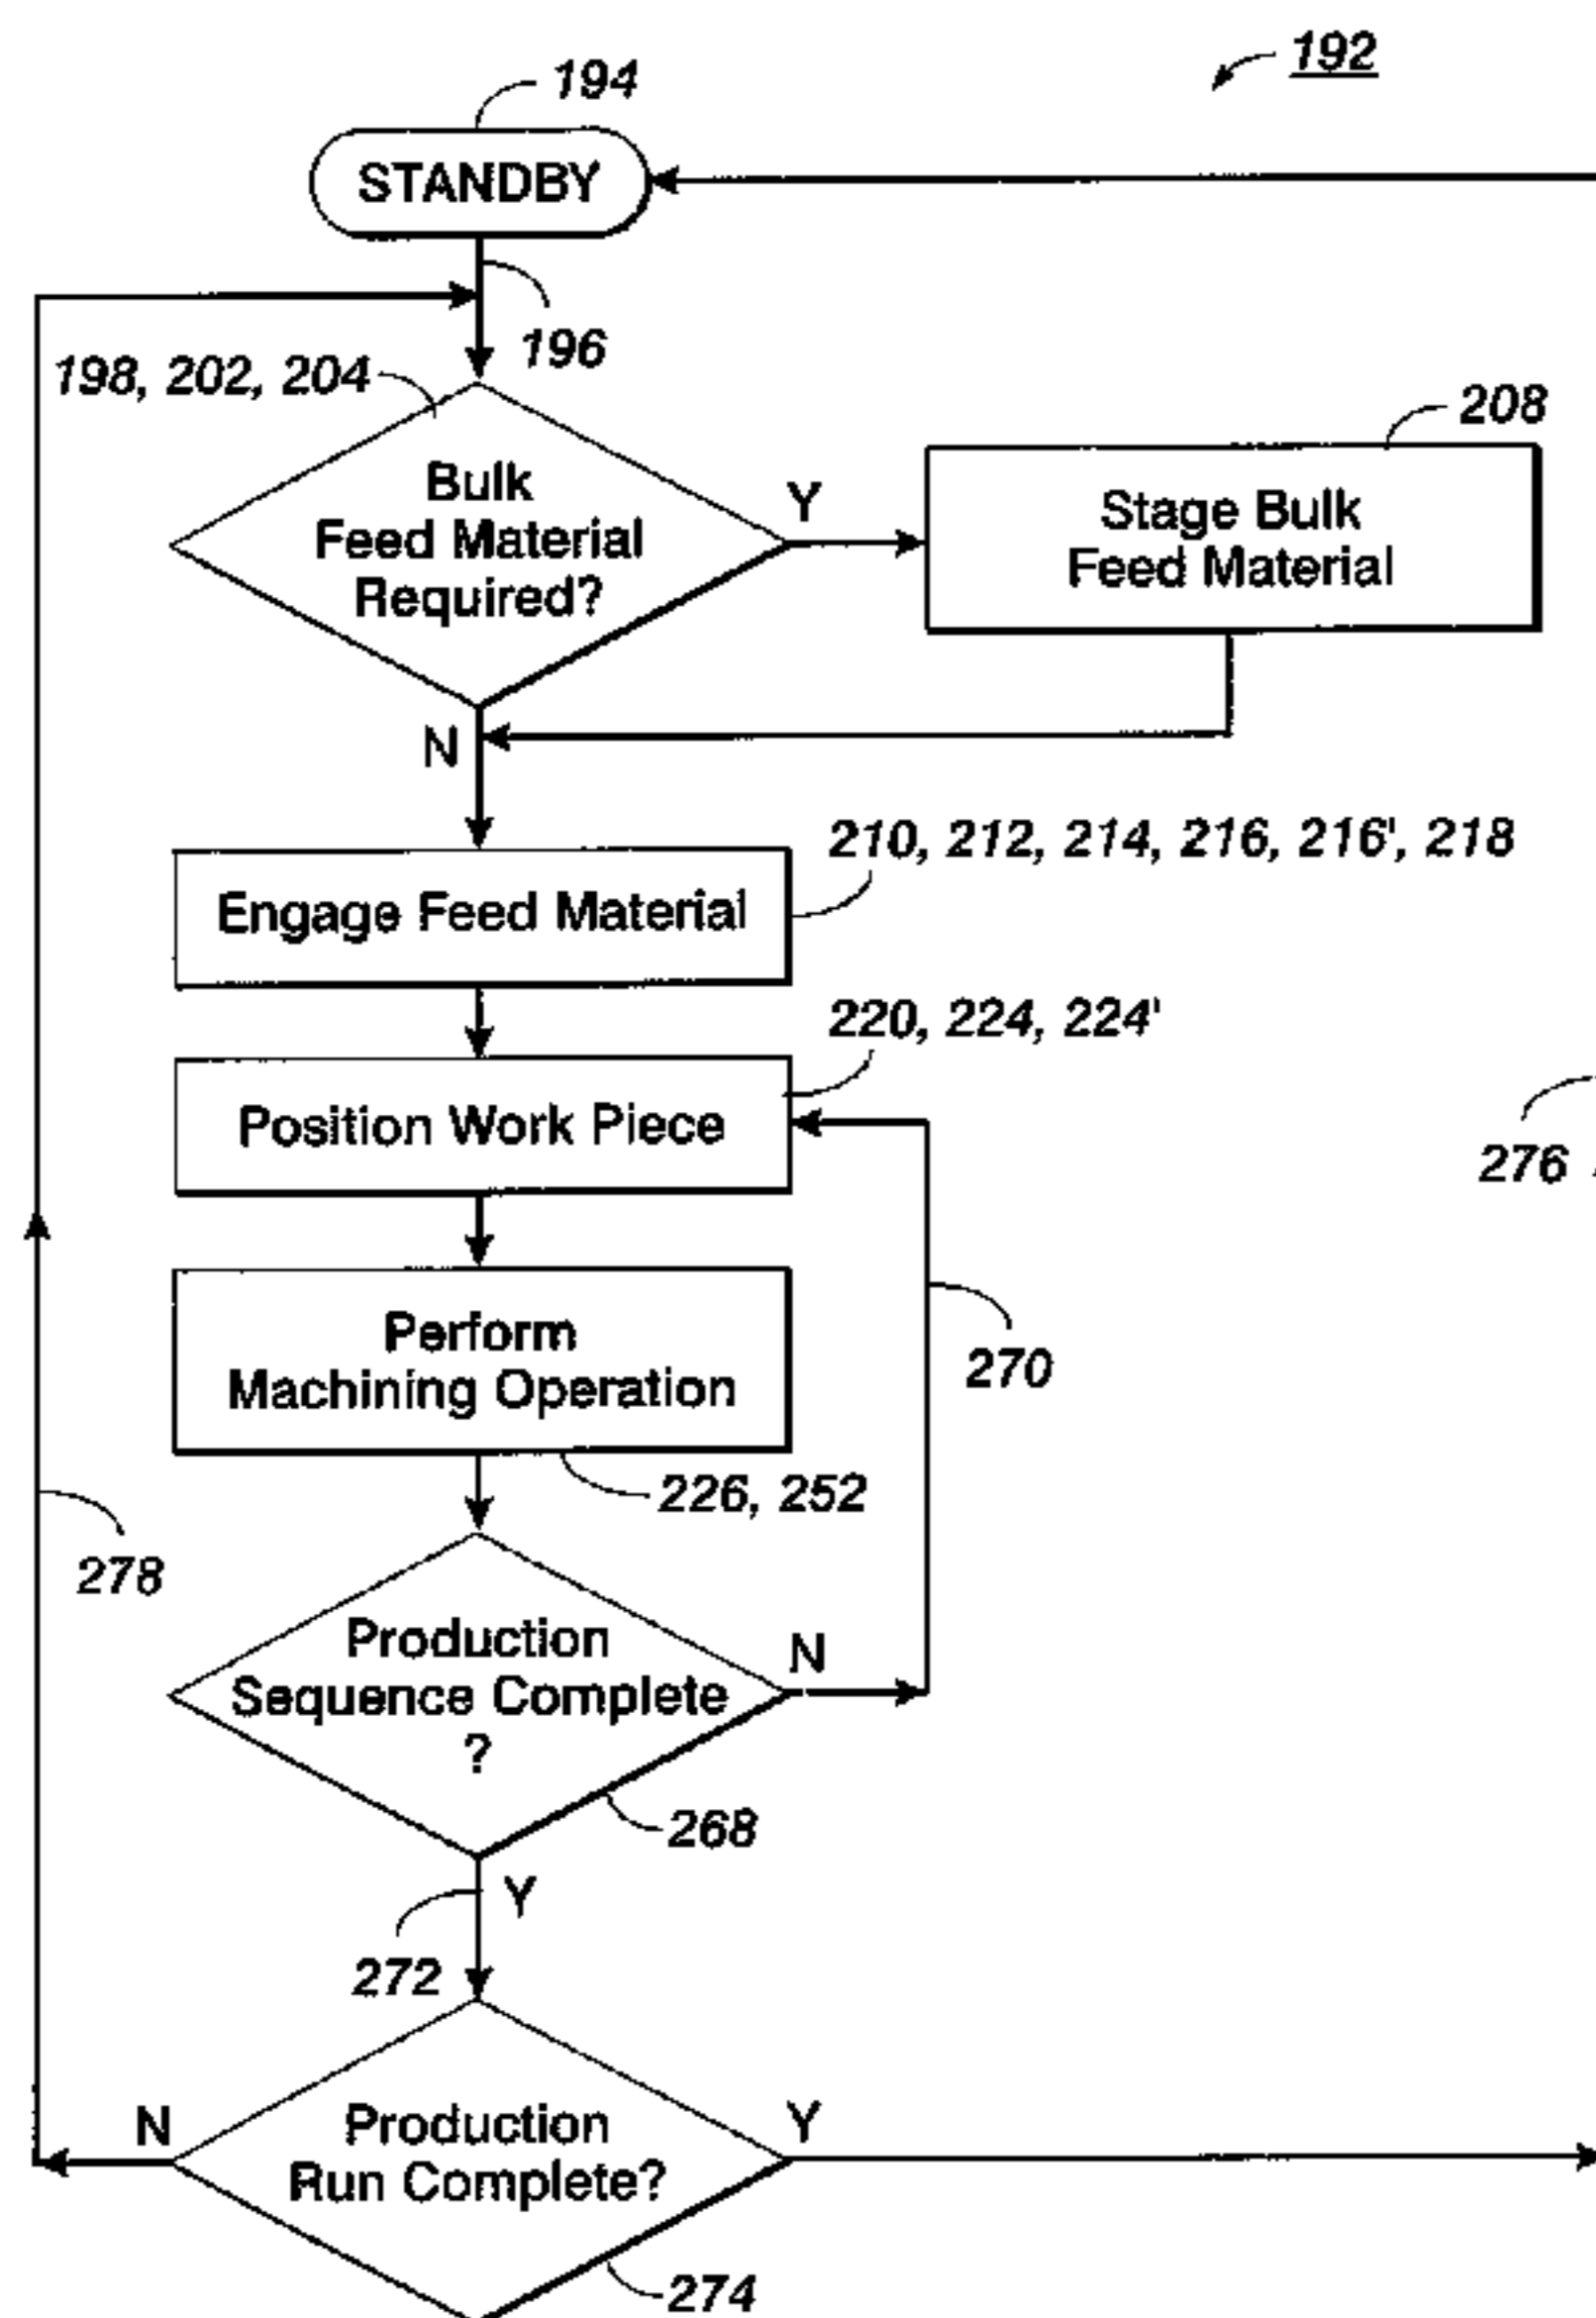 192
194
STANDBY
196
198, 202, 204
208
Bulk
Feed Material
Required?
Y
Stage Bulk
Feed Material
N
210, 212, 214, 216, 216', 218
Engage Feed Material
220, 224, 224'
Position Work Piece
276
Perform
Machining Operation
270
226, 252
278
Production
Sequence Complete
?
N
268
Y
272
N
Production
Run Complete?
Y
274